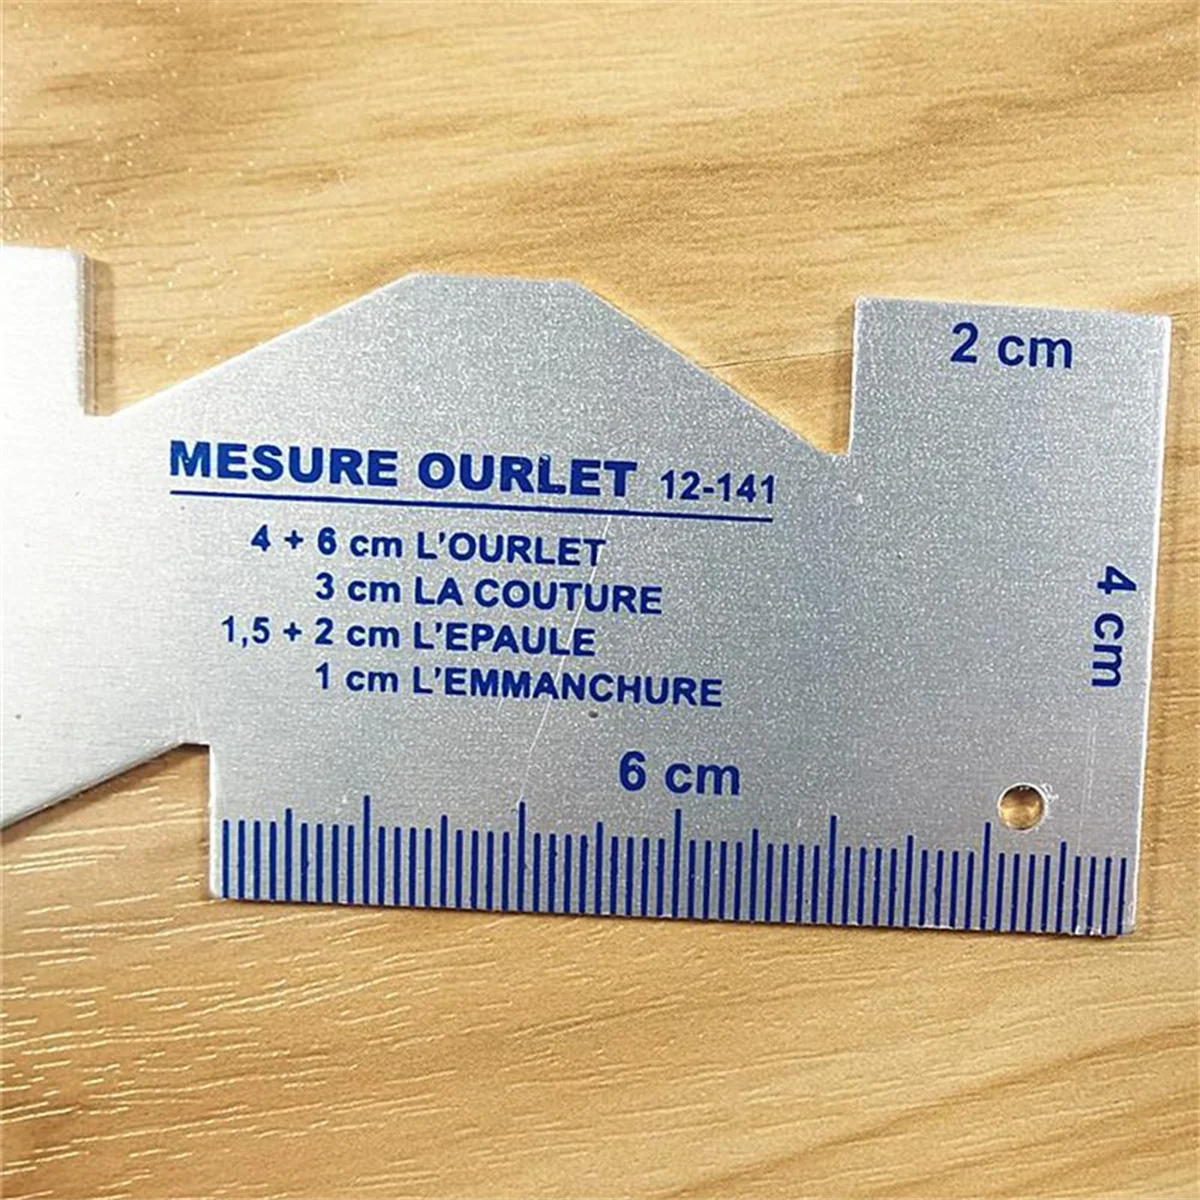 2 cm
MESURE OURLET 12-141
4 + 6 cm L'OURLET
3 cm LA COUTURE
1,5 + 2 cm L'EPAULE
1 cm L'EMMANCHURE
4 cm
6 cm